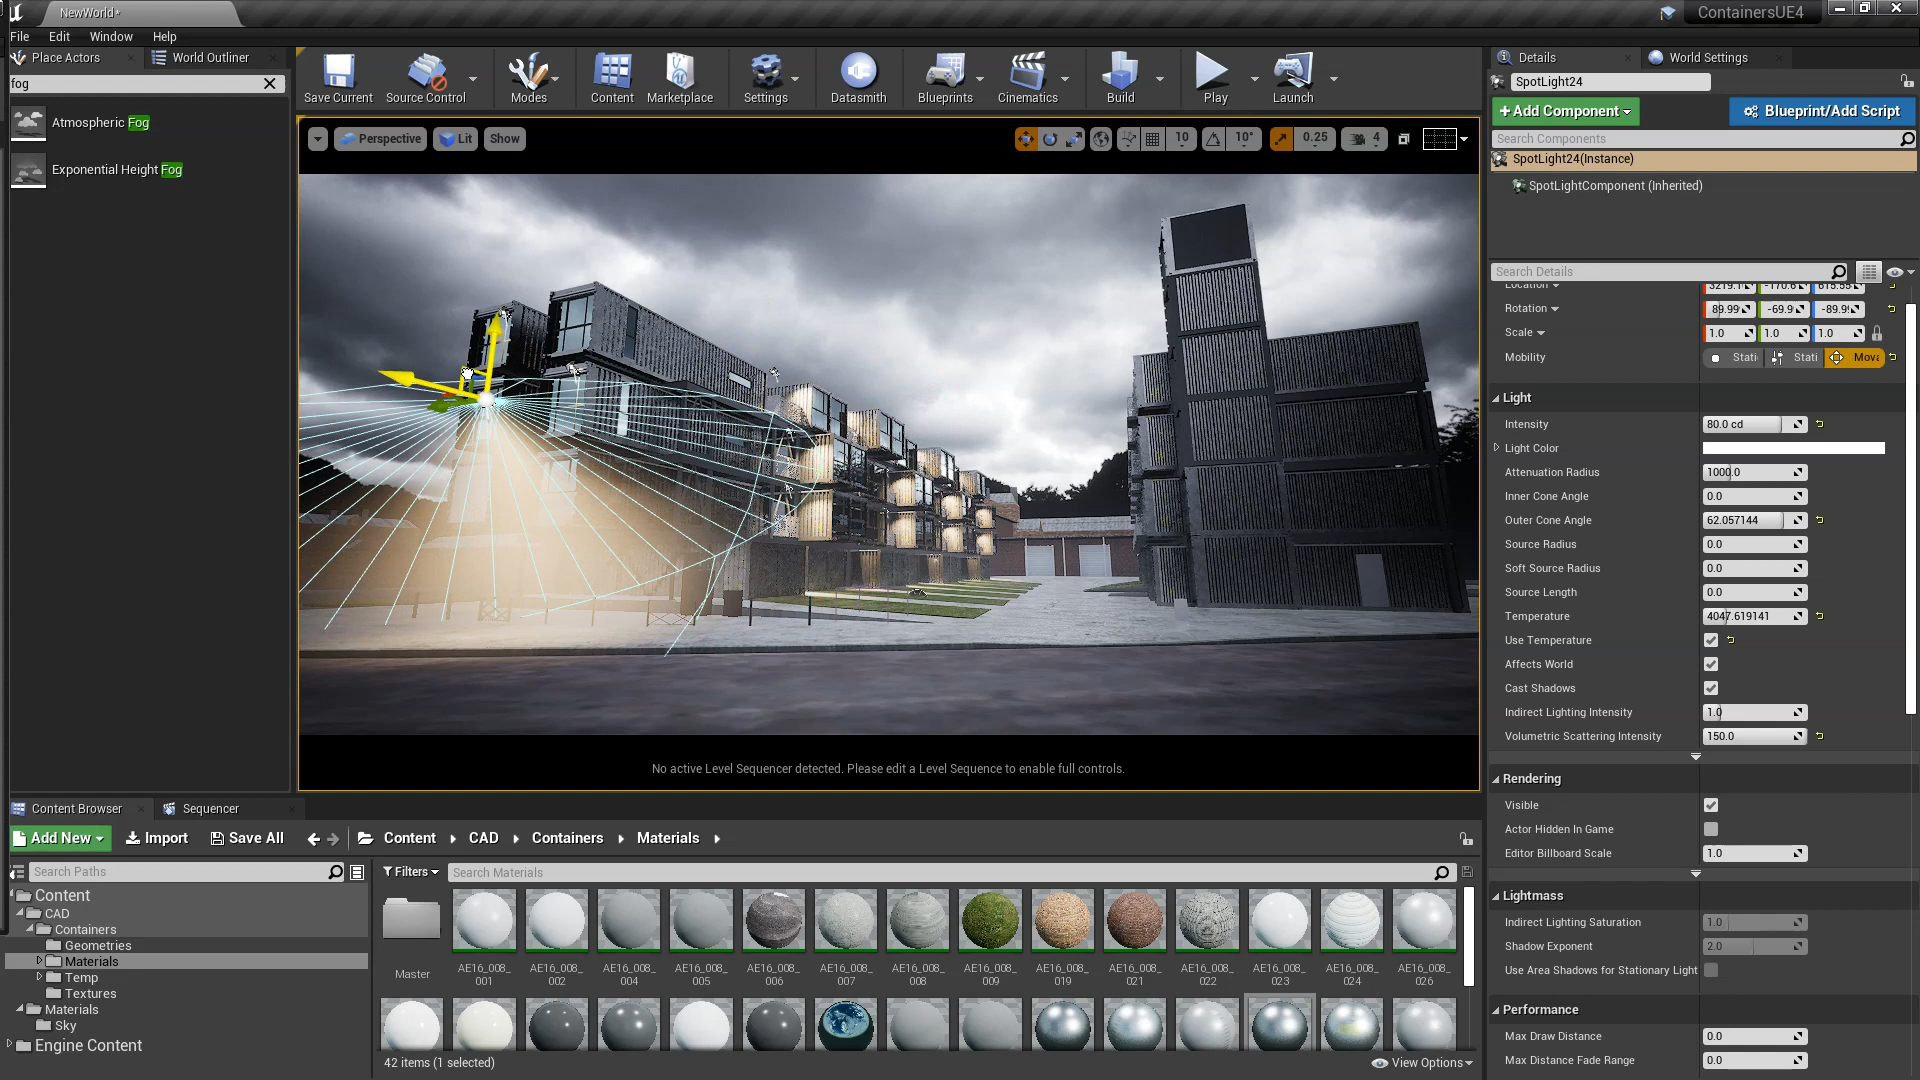 NewWorld*
ContainersUE4
File Edit Window Help
Place Actors
World Outliner
fog
Atmospheric Fog
Exponential Height Fog
Save Current
Source Control
Modes
Content
Marketplace
Settings
Datasmith
Blueprints
Cinematics
Build
Play
Launch
Perspective
Lit
Show
10
10°
0.25
4
No active Level Sequencer detected. Please edit a Level Sequence to enable full controls.
Details
World Settings
SpotLight24
+Add Component
Blueprint/Add Script
Search Components
SpotLight24(Instance)
SpotLightComponent (Inherited)
Search Details
Location
Rotation 89.99 -69.9 -89.9
Scale 1.0 1.0 1.0
Mobility Stati Stati Mova
Light
Intensity 80.0 cd
Light Color
Attenuation Radius 1000.0
Inner Cone Angle 0.0
Outer Cone Angle 62.057144
Source Radius 0.0
Soft Source Radius 0.0
Source Length 0.0
Temperature 4047.619141
Use Temperature
Affects World
Cast Shadows
Indirect Lighting Intensity 1.0
Volumetric Scattering Intensity 150.0
Rendering
Visible
Actor Hidden In Game
Editor Billboard Scale 1.0
Lightmass
Indirect Lighting Saturation 1.0
Shadow Exponent 2.0
Use Area Shadows for Stationary Light
Performance
Max Draw Distance 0.0
Max Distance Fade Range 0.0
Content Browser
Sequencer
Add New
Import
Save All
Content
CAD
Containers
Materials
Search Paths
Content
CAD
Containers
Geometries
Materials
Temp
Textures
Materials
Sky
Engine Content
Filters
Search Materials
Master
AE16_008_
001
AE16_008_
002
AE16_008_
004
AE16_008_
005
AE16_008_
006
AE16_008_
007
AE16_008_
008
AE16_008_
009
AE16_008_
019
AE16_008_
021
AE16_008_
022
AE16_008_
023
AE16_008_
024
AE16_008_
026
42 items (1 selected)
View Options